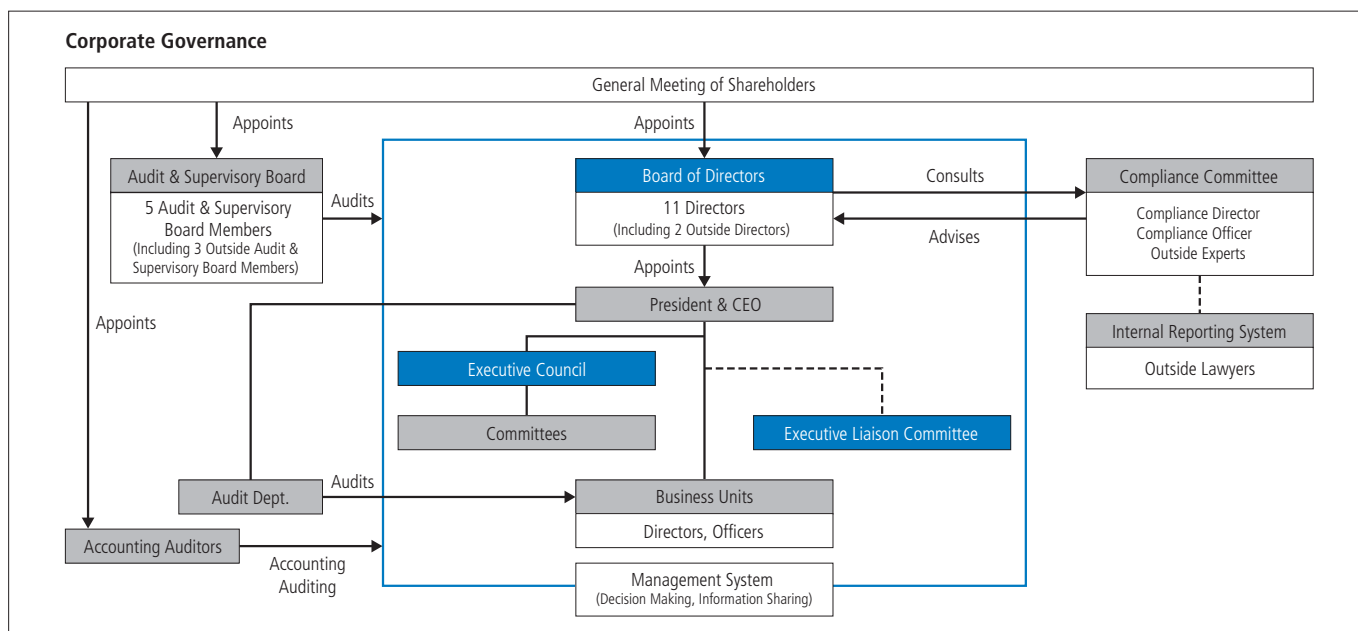 Corporate Governance
General Meeting of Shareholders
Appoints
Appoints
Audit & Supervisory Board
5 Audit & Supervisory
Board Members
(Including 3 Outside Audit &
Supervisory Board Members)
Audits
Board of Directors
11 Directors
(Including 2 Outside Directors)
Consults
Advises
Compliance Committee
Compliance Director
Compliance Officer
Outside Experts
Appoints
President & CEO
Appoints
Internal Reporting System
Outside Lawyers
Executive Council
Committees
Executive Liaison Committee
Audit Dept.
Audits
Business Units
Directors, Officers
Accounting Auditors
Accounting
Auditing
Management System
(Decision Making, Information Sharing)